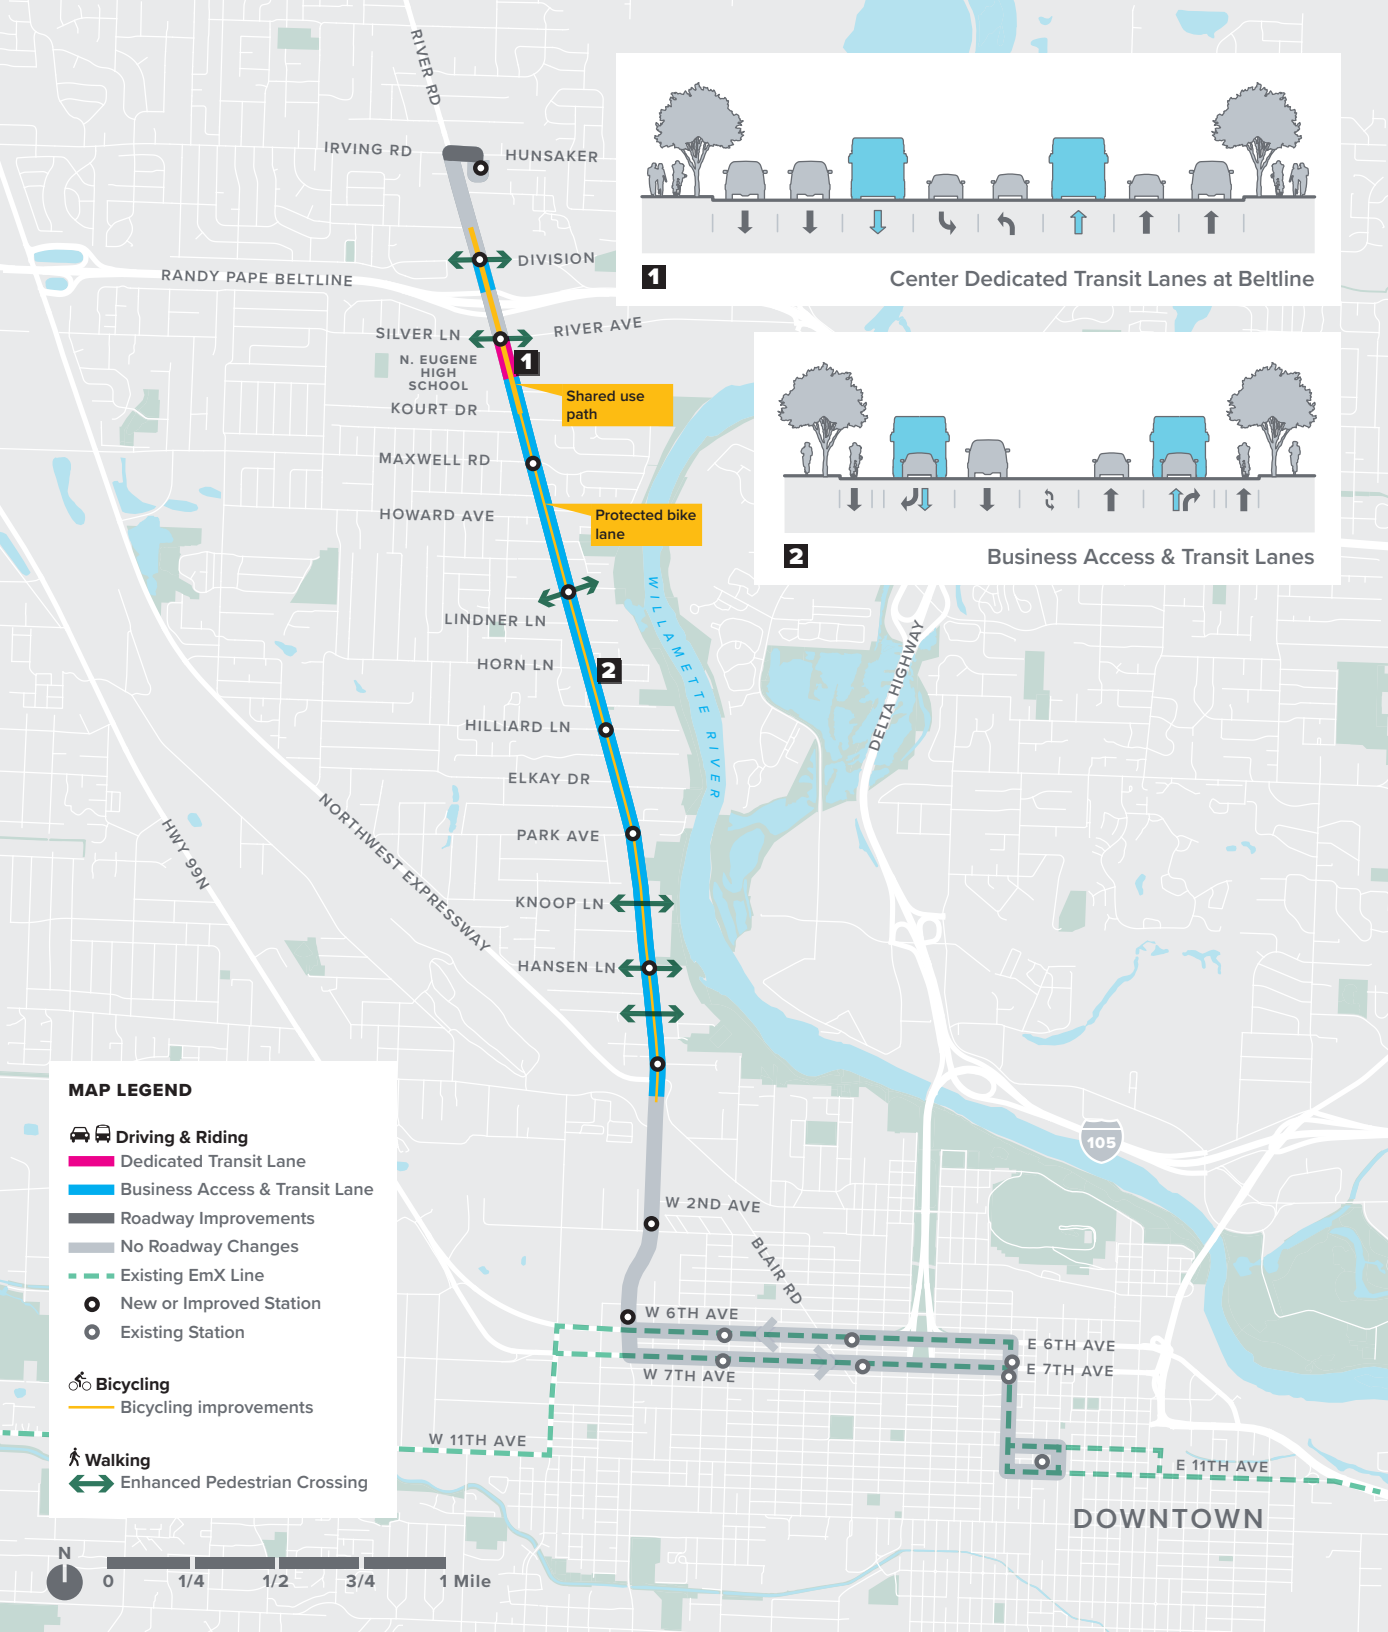 RIVER RD
IRVING RD
HUNSAKER
DIVISION
RANDY PAPE BELTLINE
SILVER LN
RIVER AVE
N. EUGENE
HIGH
SCHOOL
1
KOURT DR
Shared use
path
MAXWELL RD
HOWARD AVE
Protected bike
lane
LINDNER LN
HORN LN
2
HILLIARD LN
ELKAY DR
PARK AVE
KNOOP LN
HANSEN LN
WILLAMETTE RIVER
DELTA HIGHWAY
NORTHWEST EXPRESSWAY
HWY 99N
105
W 2ND AVE
BLAIR RD
W 6TH AVE
E 6TH AVE
E 7TH AVE
W 7TH AVE
W 11TH AVE
E 11TH AVE
DOWNTOWN
1
Center Dedicated Transit Lanes at Beltline
2
Business Access & Transit Lanes
MAP LEGEND
Driving & Riding
Dedicated Transit Lane
Business Access & Transit Lane
Roadway Improvements
No Roadway Changes
Existing EmX Line
New or Improved Station
Existing Station
Bicycling
Bicycling improvements
Walking
Enhanced Pedestrian Crossing
N
0 1/4 1/2 3/4 1 Mile